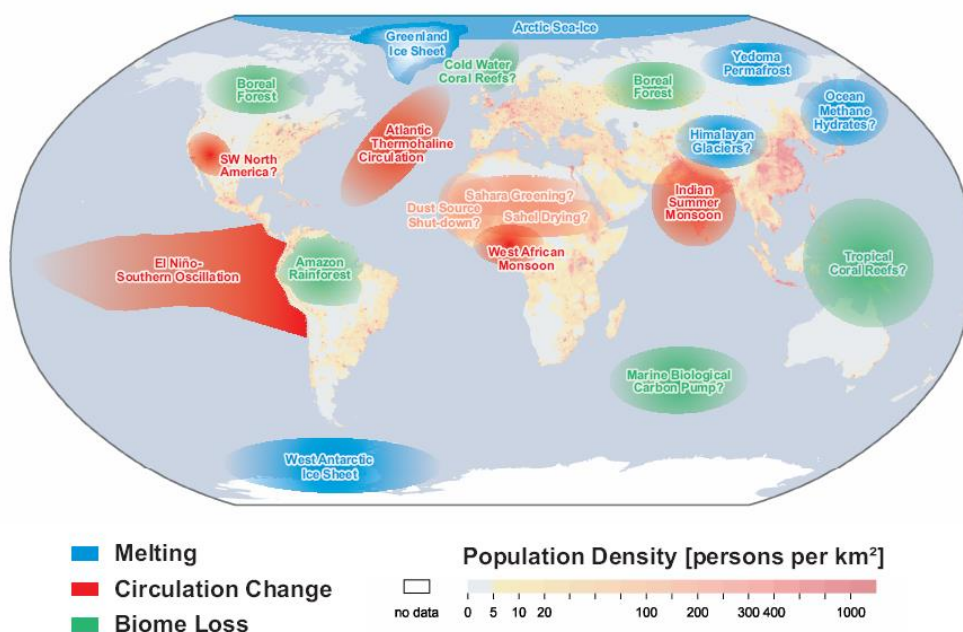 Arctic Sea-Ice
Greenland
Ice Sheet
Cold Water
Coral Reefs?
Yedoma
Permafrost
Boreal
Forest
Boreal
Forest
Ocean
Methane
Hydrates?
Atlantic
Thermohaline
Circulation
Himalayan
Glaciers?
SW North
America?
Sahara Greening?
Dust Source
Shut-down?
Sahel Drying?
Indian
Summer
Monsoon
West African
Monsoon
El Niño-
Southern Oscillation
Amazon
Rainforest
Tropical
Coral Reefs?
Marine Biological
Carbon Pump?
West Antarctic
Ice Sheet
Melting
Circulation Change
Biome Loss
Population Density [persons per km²]
no data
0 5 10 20 100 200 300 400 1000